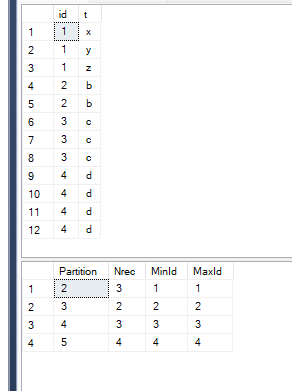 id t
1 1 x
2 1 y
3 1 z
4 2 b
5 2 b
6 3 c
7 3 c
8 3 c
9 4 d
10 4 d
11 4 d
12 4 d
Partition Nrec MinId MaxId
1 2 3 1 1
2 3 2 2 2
3 4 3 3 3
4 5 4 4 4